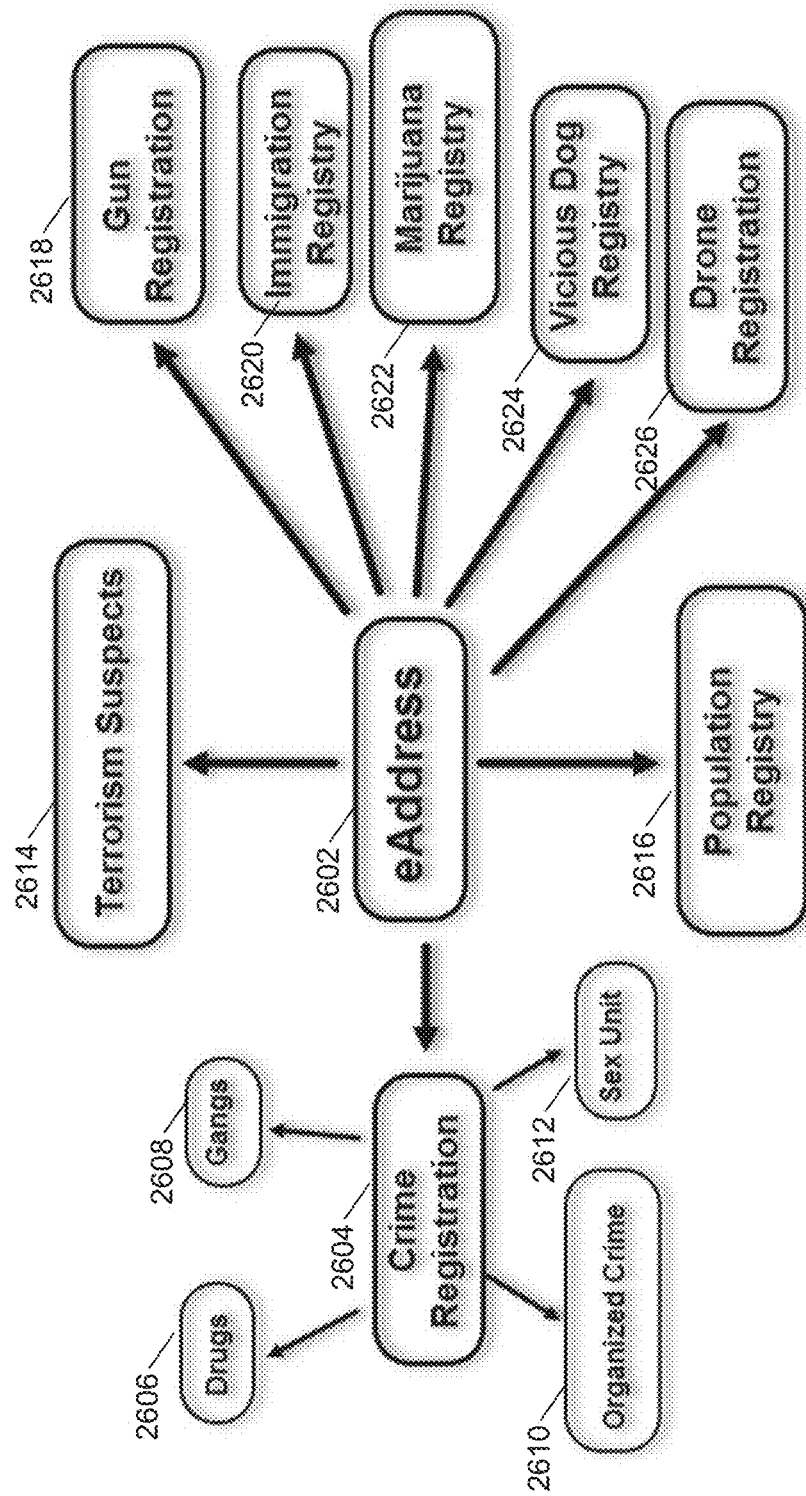 2614
Terrorism Suspects
2618
Gun
Registration
2606
Drugs
2608
Gangs
2620
Immigration
Registry
2604
Crime
Registration
2602
eAddress
2622
Marijuana
Registry
2610
Organized Crime
2612
Sex Unit
2624
Vicious Dog
Registry
2616
Population
Registry
2626
Drone
Registration